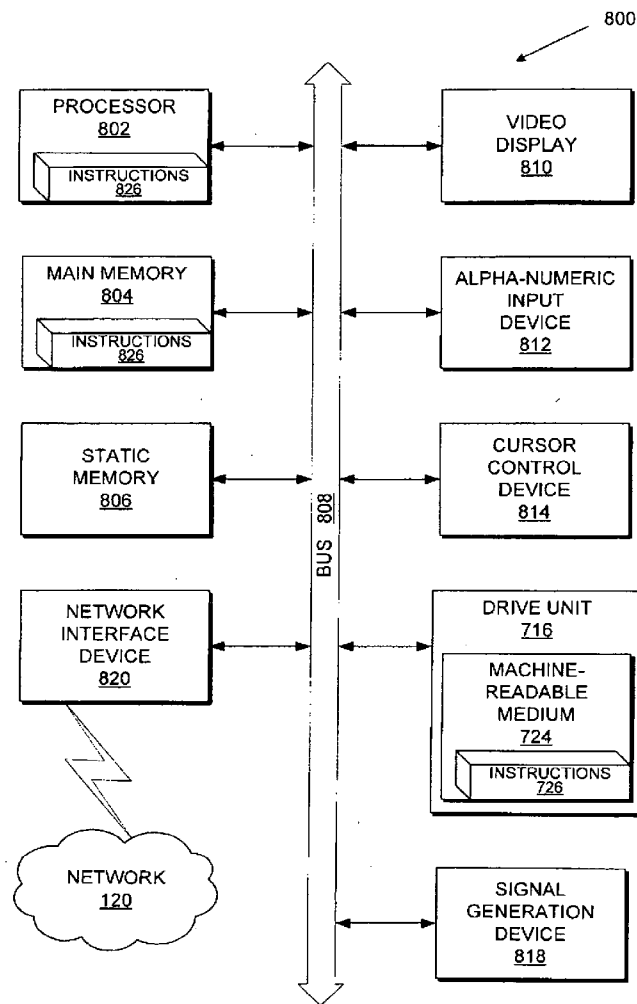 800
PROCESSOR
802
INSTRUCTIONS
826
MAIN MEMORY
804
INSTRUCTIONS
826
STATIC
MEMORY
806
NETWORK
INTERFACE
DEVICE
820
NETWORK
120
BUS 808
VIDEO
DISPLAY
810
ALPHA-NUMERIC
INPUT
DEVICE
812
CURSOR
CONTROL
DEVICE
814
DRIVE UNIT
716
MACHINE-
READABLE
MEDIUM
724
INSTRUCTIONS
726
SIGNAL
GENERATION
DEVICE
818